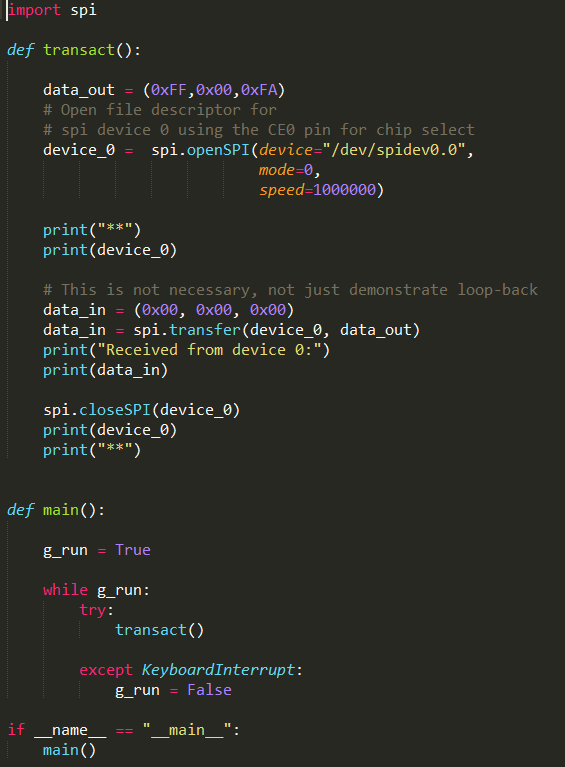 import spi
def transact():
data_out = (0xFF,0x00,0xFA)
# Open file descriptor for
# spi device 0 using the CE0 pin for chip select
device_0 =  spi.openSPI(device="/dev/spidev0.0",
mode=0,
speed=1000000)
print("**")
print(device_0)
# This is not necessary, not just demonstrate loop-back
data_in = (0x00, 0x00, 0x00)
data_in = spi.transfer(device_0, data_out)
print("Received from device 0:")
print(data_in)
spi.closeSPI(device_0)
print(device_0)
print("**")
def main():
g_run = True
while g_run:
try:
transact()
except KeyboardInterrupt:
g_run = False
if __name__ == "__main__":
main()